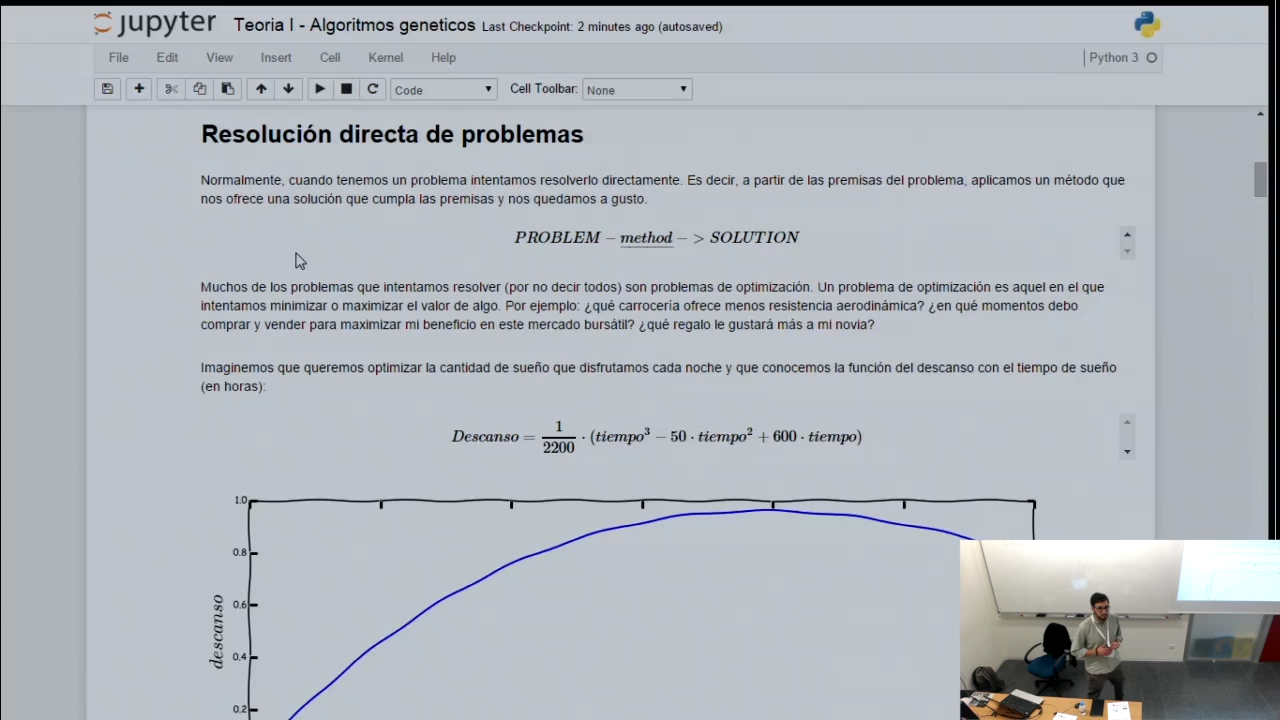 jupyter Teoria I - Algoritmos geneticos Last Checkpoint: 2 minutes ago (autosaved)
File Edit View Insert Cell Kernel Help Python 3
Code Cell Toolbar: None
Resolución directa de problemas
Normalmente, cuando tenemos un problema intentamos resolverlo directamente. Es decir, a partir de las premisas del problema, aplicamos un método que
nos ofrece una solución que cumpla las premisas y nos quedamos a gusto.
PROBLEM − method − > SOLUTION
Muchos de los problemas que intentamos resolver (por no decir todos) son problemas de optimización. Un problema de optimización es aquel en el que
intentamos minimizar o maximizar el valor de algo. Por ejemplo: ¿qué carrocería ofrece menos resistencia aerodinámica? ¿en qué momentos debo
comprar y vender para maximizar mi beneficio en este mercado bursátil? ¿qué regalo le gustará más a mi novia?
Imaginemos que queremos optimizar la cantidad de sueño que disfrutamos cada noche y que conocemos la función del descanso con el tiempo de sueño
(en horas):
Descanso = 1/2200 · (tiempo³ − 50 · tiempo² + 600 · tiempo)
1.0
0.8
0.6
descanso
0.4
0.2